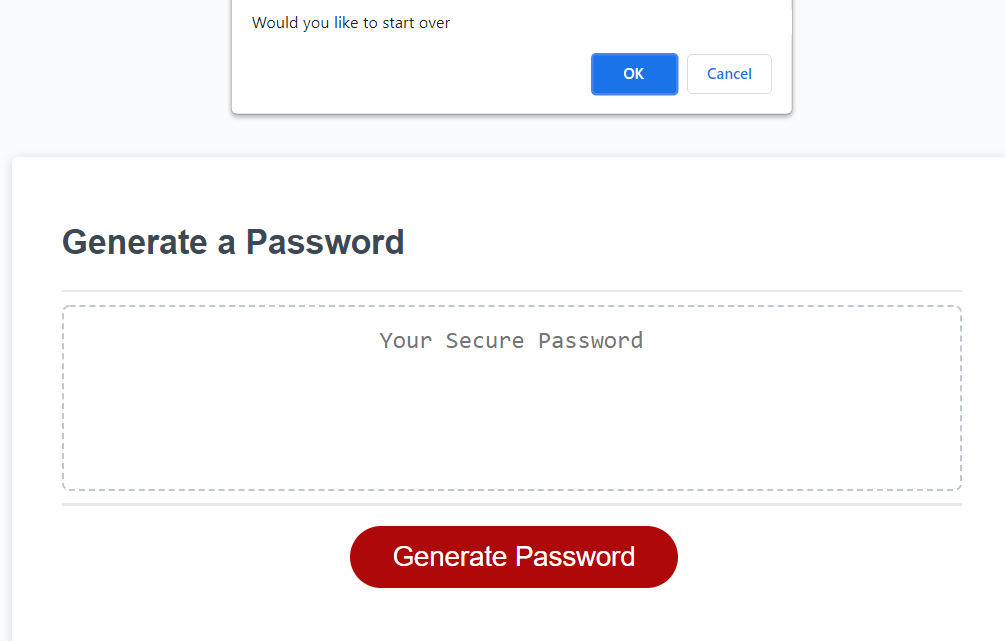 Would you like to start over
OK
Cancel
Generate a Password
Your Secure Password
Generate Password